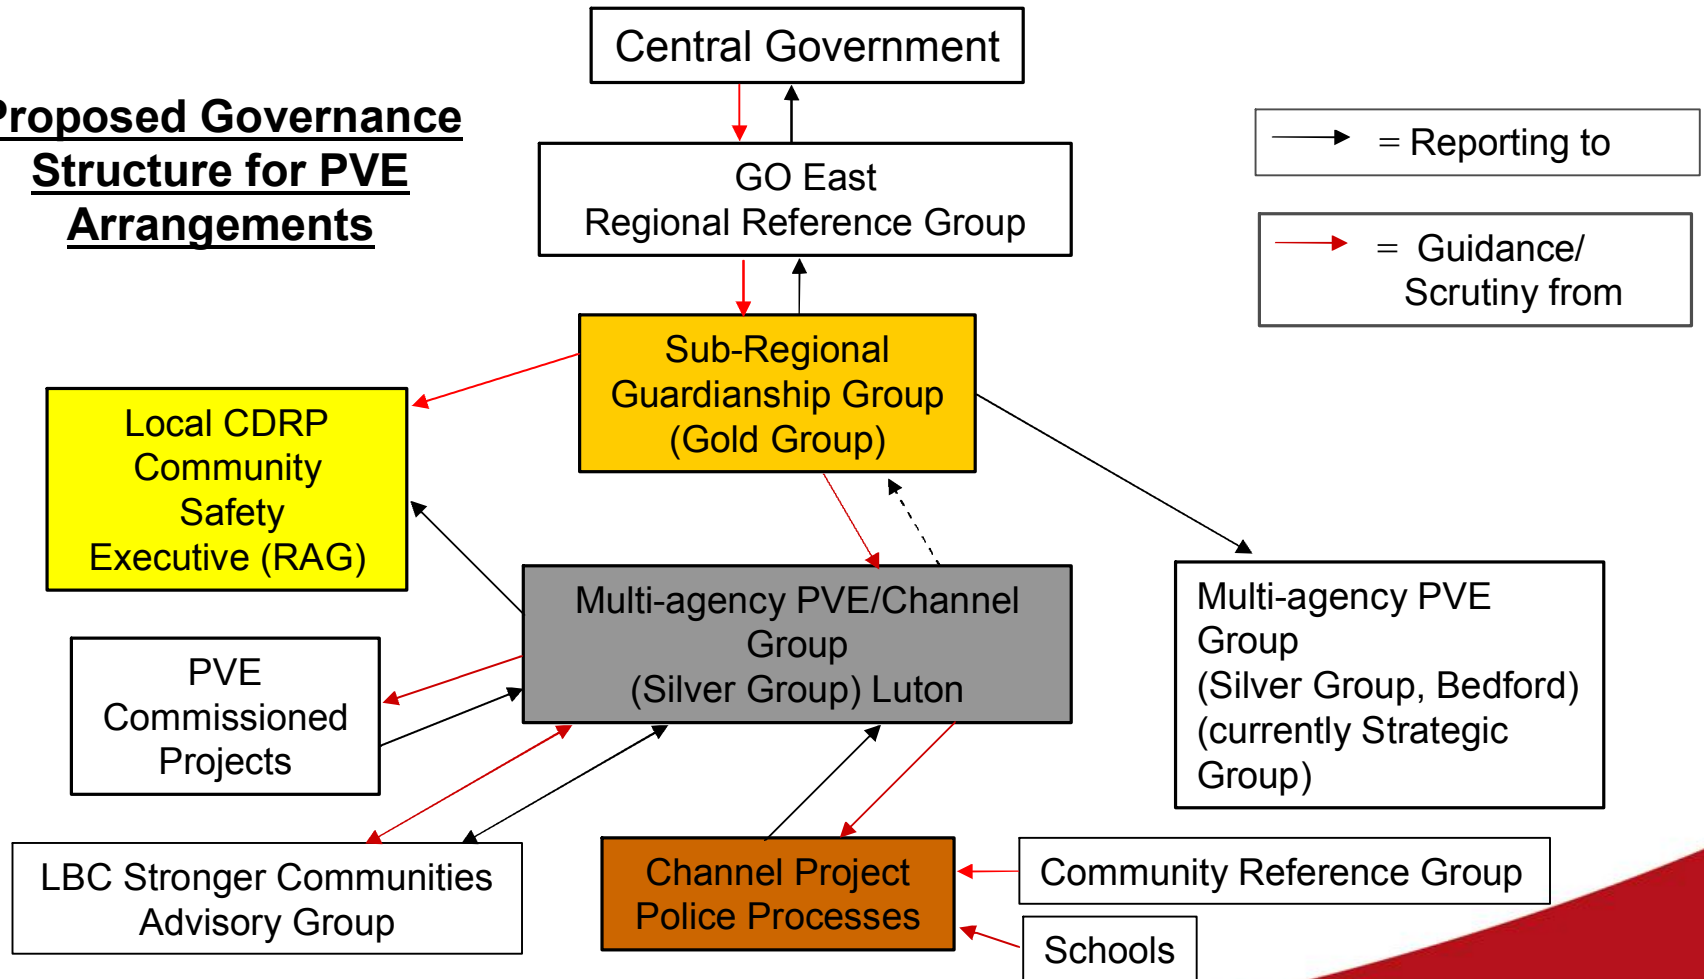 Central Government
Proposed Governance
Structure for PVE
Arrangements
= Reporting to
= Guidance/
Scrutiny from
GO East
Regional Reference Group
Sub-Regional
Guardianship Group
(Gold Group)
Local CDRP
Community
Safety
Executive (RAG)
Multi-agency PVE/Channel
Group
(Silver Group) Luton
Multi-agency PVE
Group
(Silver Group, Bedford)
(currently Strategic
Group)
PVE
Commissioned
Projects
LBC Stronger Communities
Advisory Group
Channel Project
Police Processes
Community Reference Group
Schools